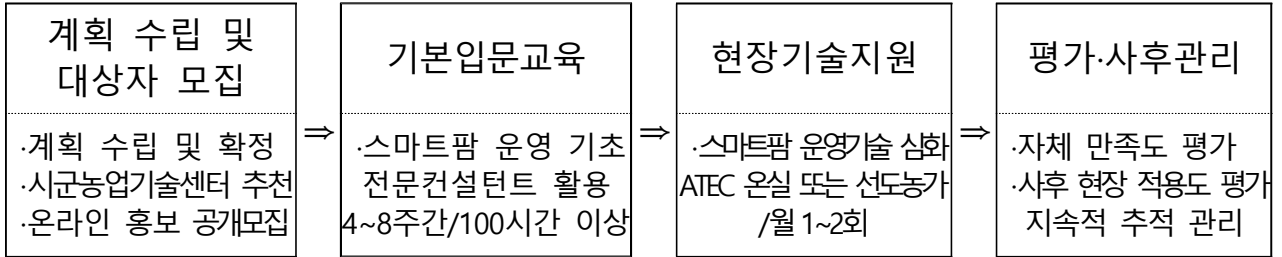 계획 수립 및
대상자 모집
·계획 수립 및 확정
·시군농업기술센터 추천
·온라인 홍보 공개모집
⇒
기본입문교육
·스마트팜 운영 기초
전문컨설턴트 활용
4~8주간/100시간 이상
⇒
현장기술지원
·스마트팜 운영기술 심화
ATEC 온실 또는 선도농가
/월 1~2회
⇒
평가·사후관리
·자체 만족도 평가
·사후 현장 적용도 평가
지속적 추적 관리